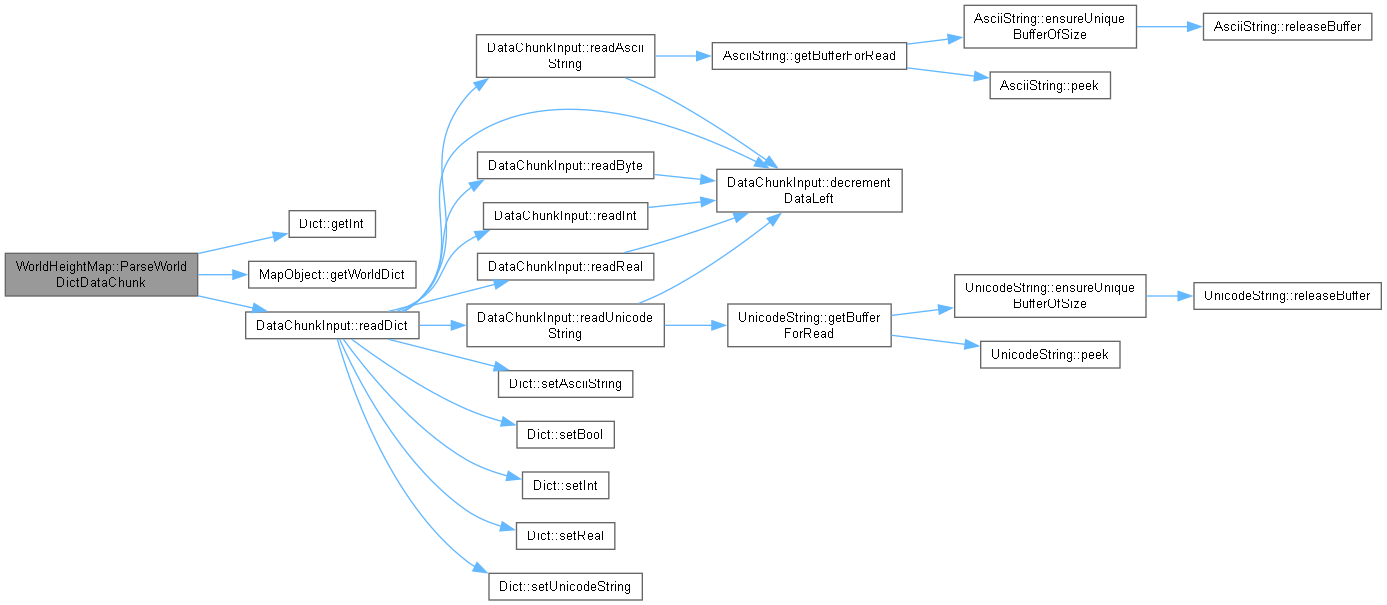 WorldHeightMap::ParseWorld
DictDataChunk
Dict::getInt
MapObject::getWorldDict
DataChunkInput::readDict
DataChunkInput::readAscii
String
DataChunkInput::readByte
DataChunkInput::readInt
DataChunkInput::readReal
DataChunkInput::readUnicode
String
Dict::setAsciiString
Dict::setBool
Dict::setInt
Dict::setReal
Dict::setUnicodeString
AsciiString::getBufferForRead
DataChunkInput::decrement
DataLeft
UnicodeString::getBuffer
ForRead
AsciiString::ensureUnique
BufferOfSize
AsciiString::peek
UnicodeString::ensureUnique
BufferOfSize
UnicodeString::peek
AsciiString::releaseBuffer
UnicodeString::releaseBuffer